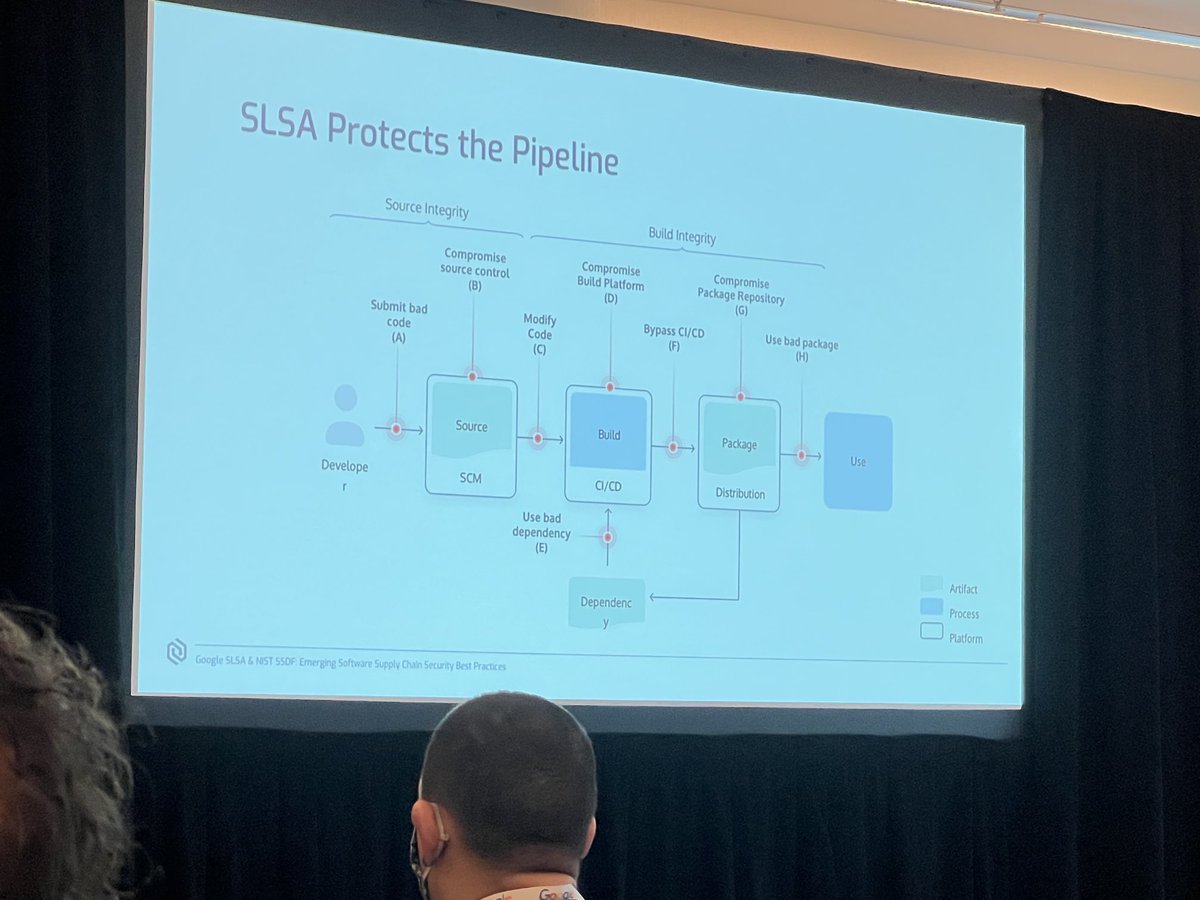 SLSA Protects the Pipeline
Source Integrity
Build Integrity
Compromise
source control
(B)
Compromise
Build Platform
(D)
Compromise
Package Repository
(G)
Submit bad
code
(A)
Modify
Code
(C)
Bypass CI/CD
(F)
Use bad package
(H)
Source
Build
Package
Use
Develope
r
SCM
CI/CD
Distribution
Use bad
dependency
(E)
Dependenc
y
Artifact
Process
Platform
Google SLSA & NIST SSDF: Emerging Software Supply Chain Security Best Practices
Google